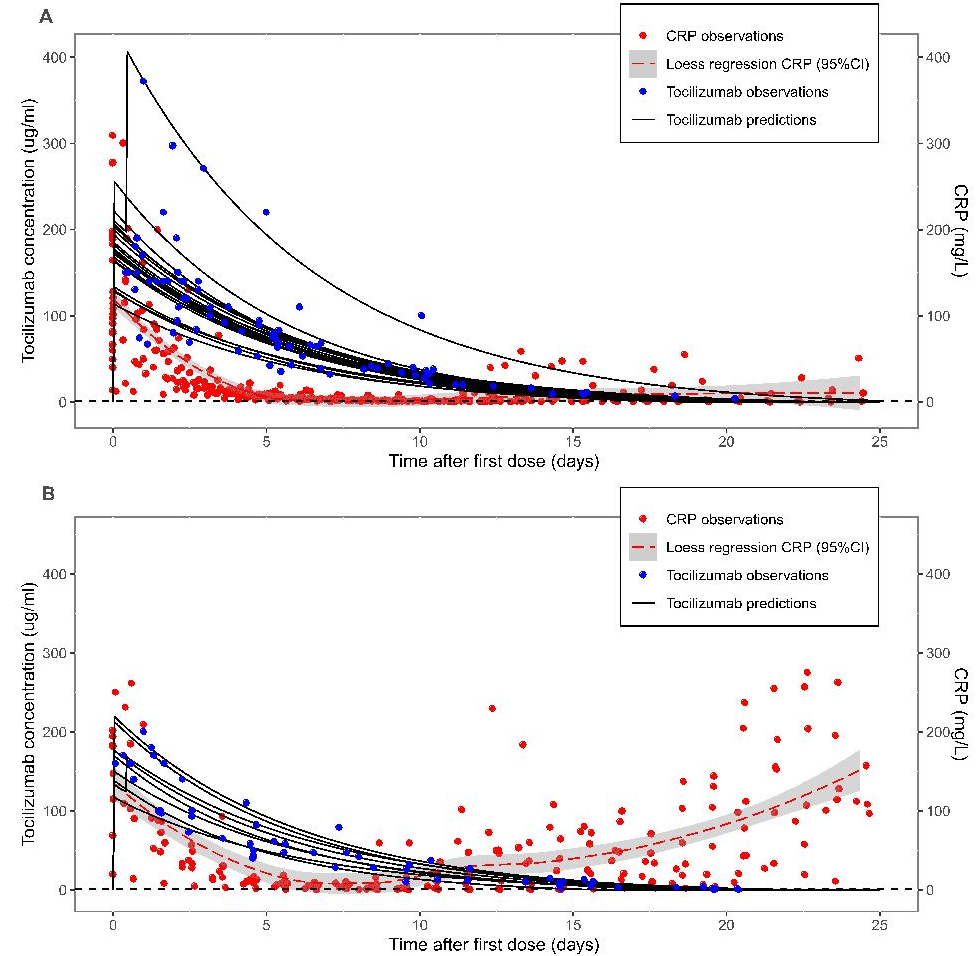 A
CRP observations
Loess regression CRP (95%CI)
Tocilizumab observations
Tocilizumab predictions
400
300
200
100
0
400
300
200
100
0
Tocilizumab concentration (ug/ml)
CRP (mg/L)
0 5 10 15 20 25
Time after first dose (days)
B
CRP observations
Loess regression CRP (95%CI)
Tocilizumab observations
Tocilizumab predictions
400
300
200
100
0
400
300
200
100
0
Tocilizumab concentration (ug/ml)
CRP (mg/L)
0 5 10 15 20 25
Time after first dose (days)